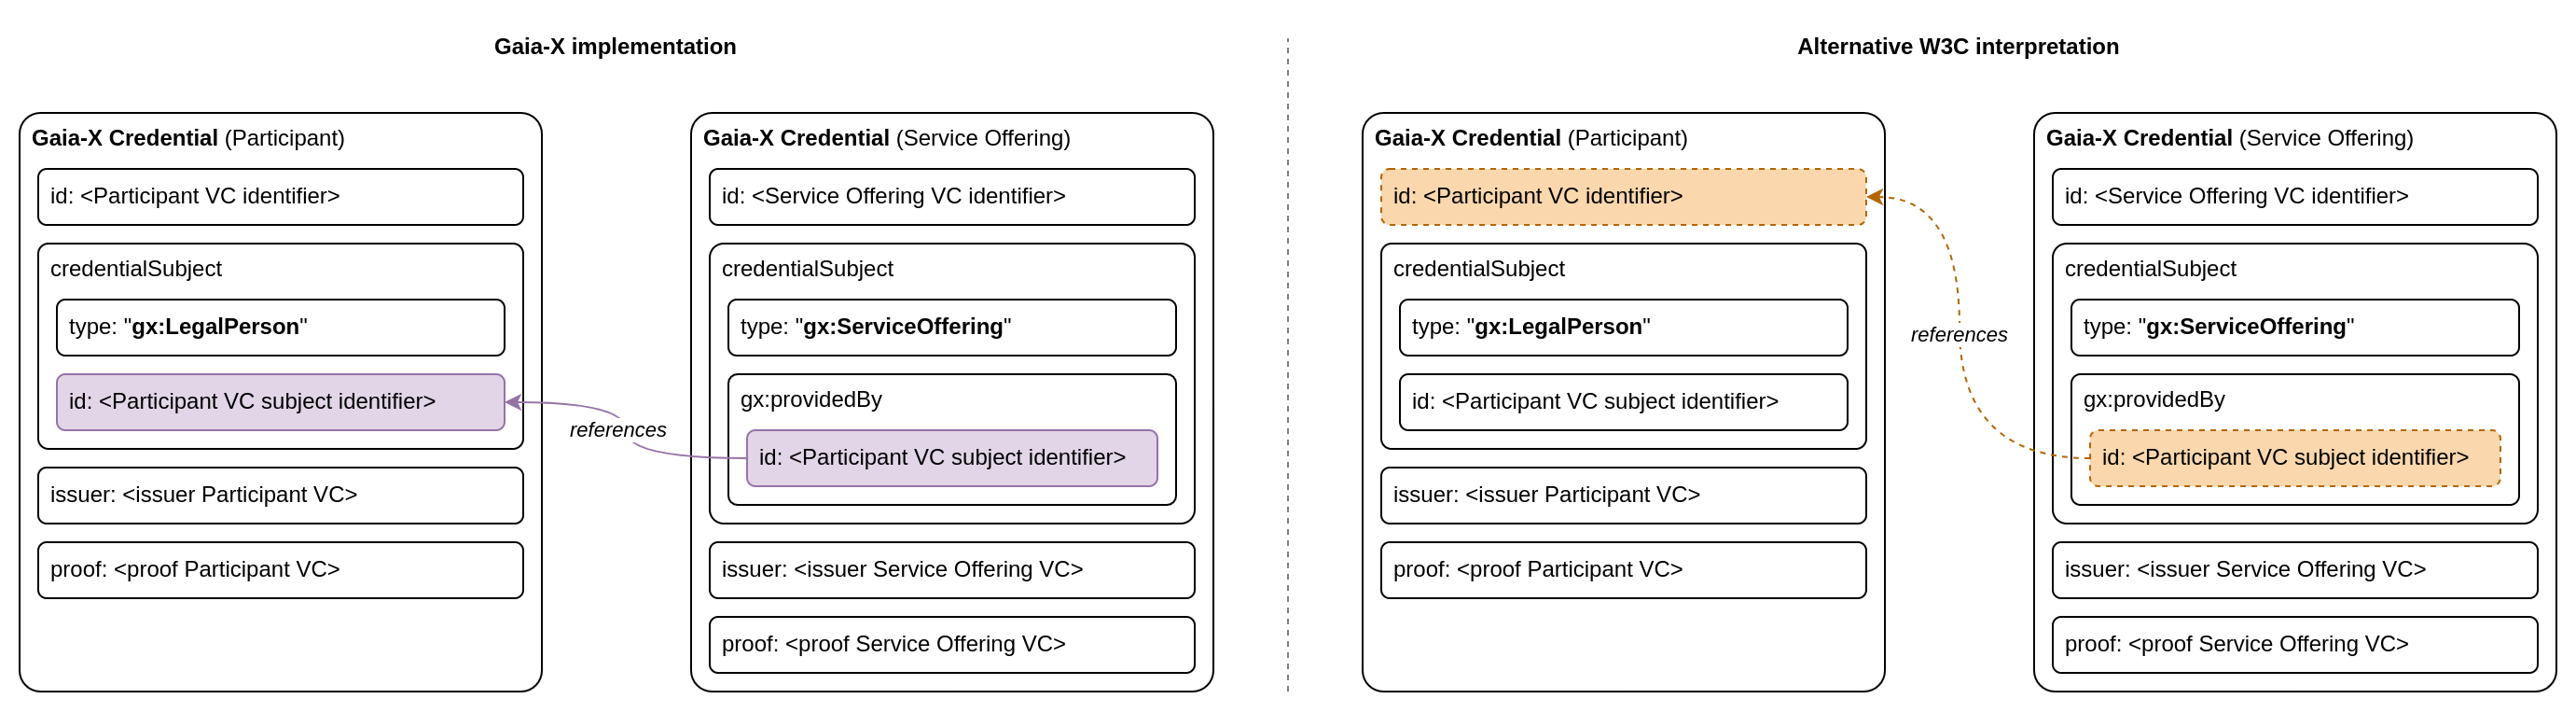 Gaia-X implementation
Gaia-X Credential (Participant)
id: <Participant VC identifier>
credentialSubject
type: "gx:LegalPerson"
id: <Participant VC subject identifier>
issuer: <issuer Participant VC>
proof: <proof Participant VC>
references
Gaia-X Credential (Service Offering)
id: <Service Offering VC identifier>
credentialSubject
type: "gx:ServiceOffering"
gx:providedBy
id: <Participant VC subject identifier>
issuer: <issuer Service Offering VC>
proof: <proof Service Offering VC>
Alternative W3C interpretation
Gaia-X Credential (Participant)
id: <Participant VC identifier>
credentialSubject
type: "gx:LegalPerson"
id: <Participant VC subject identifier>
issuer: <issuer Participant VC>
proof: <proof Participant VC>
references
Gaia-X Credential (Service Offering)
id: <Service Offering VC identifier>
credentialSubject
type: "gx:ServiceOffering"
gx:providedBy
id: <Participant VC subject identifier>
issuer: <issuer Service Offering VC>
proof: <proof Service Offering VC>